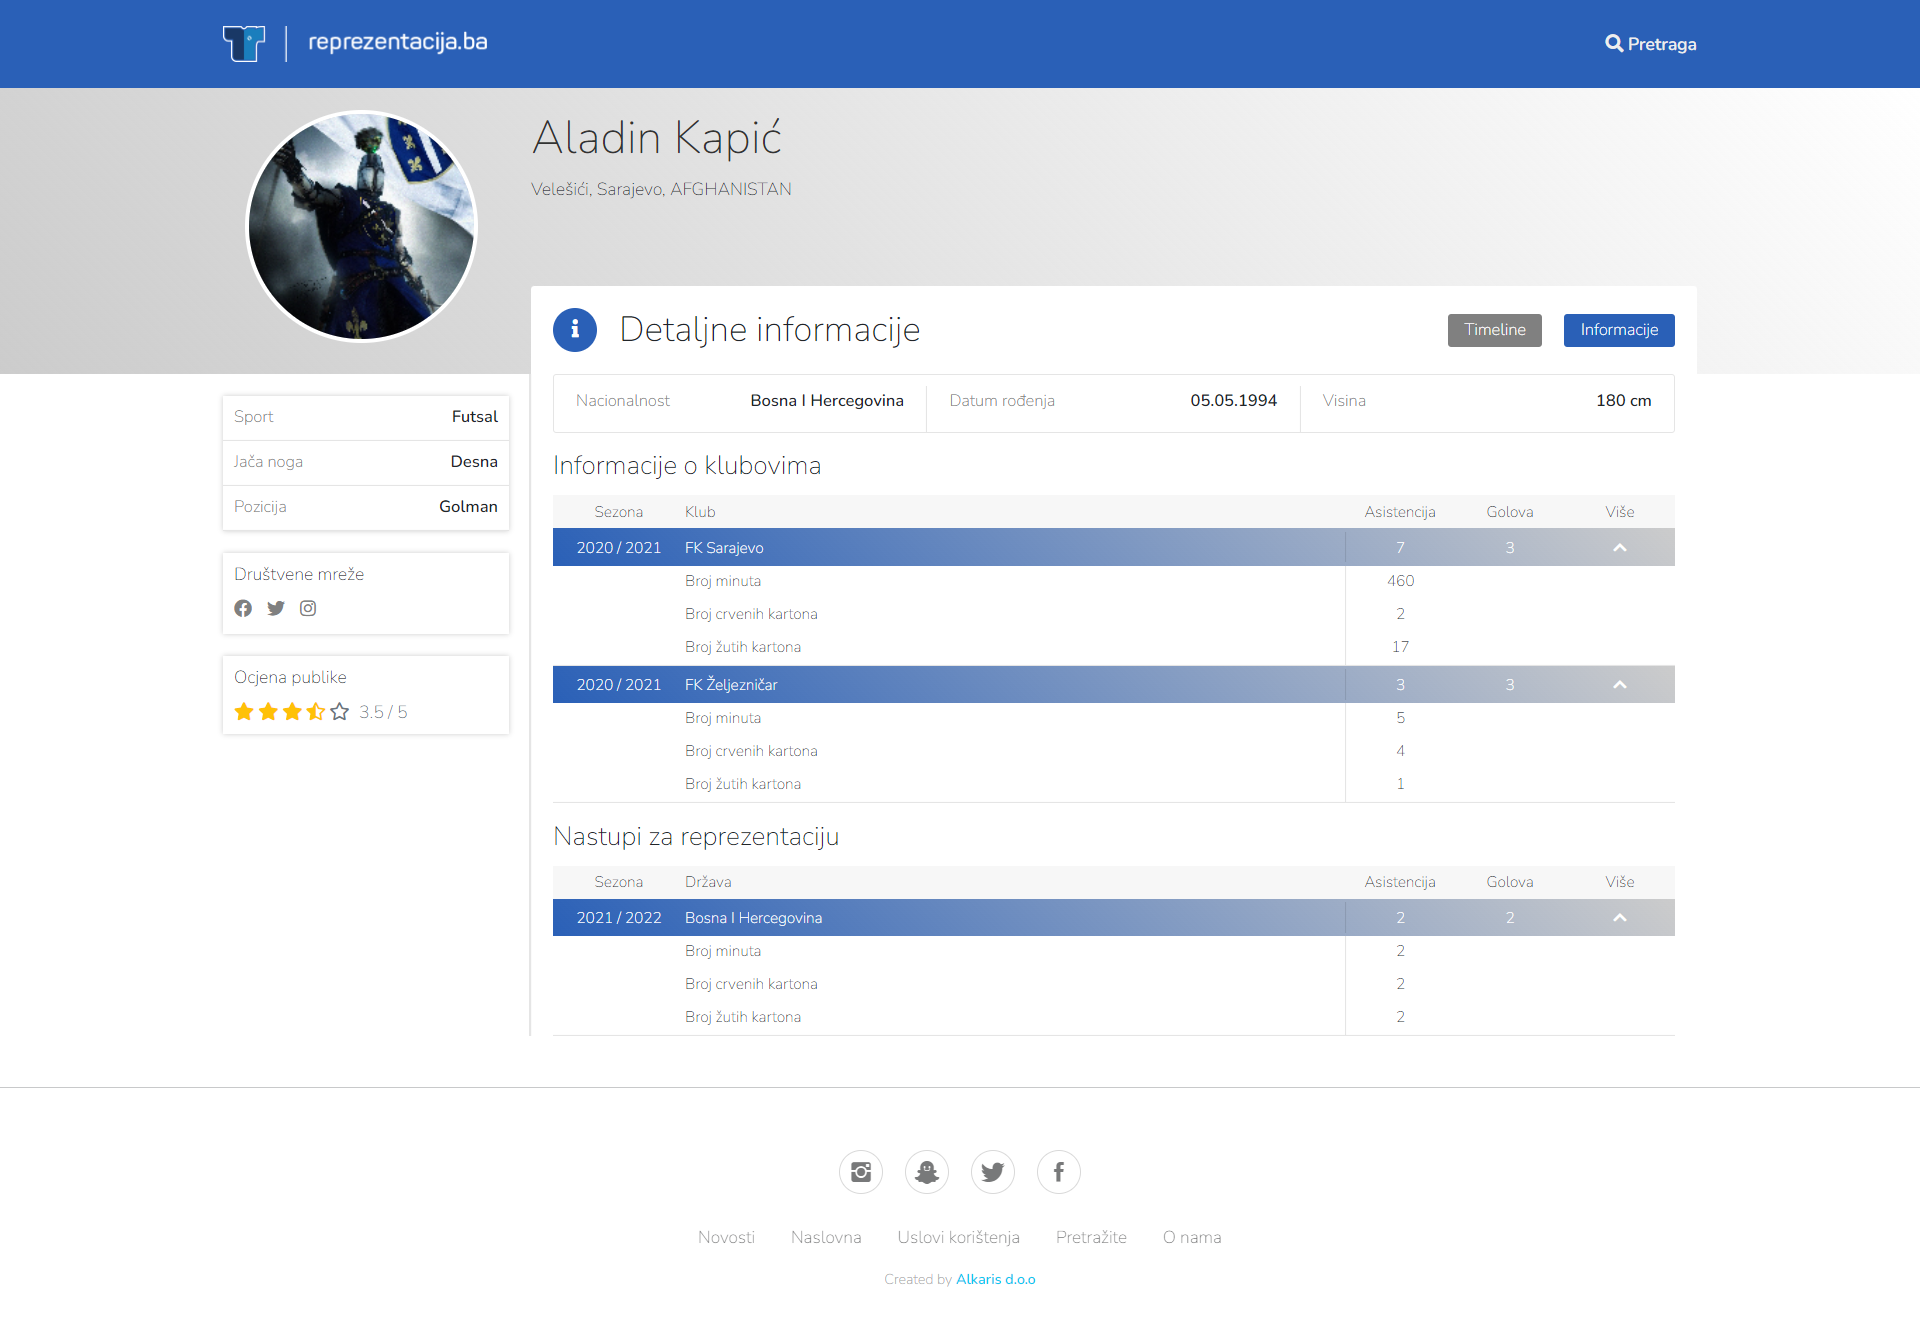 reprezentacija.ba
Pretraga
Aladin Kapić
Velešići, Sarajevo, AFGHANISTAN
Detaljne informacije
Timeline
Informacije
Nacionalnost Bosna I Hercegovina Datum rođenja 05.05.1994 Visina 180 cm
Sport Futsal
Jača noga Desna
Pozicija Golman
Društvene mreže
Ocjena publike
3.5 / 5
Informacije o klubovima
Sezona Klub Asistencija Golova Više
2020 / 2021 FK Sarajevo 7 3
Broj minuta 460
Broj crvenih kartona 2
Broj žutih kartona 17
2020 / 2021 FK Željezničar 3 3
Broj minuta 5
Broj crvenih kartona 4
Broj žutih kartona 1
Nastupi za reprezentaciju
Sezona Država Asistencija Golova Više
2021 / 2022 Bosna I Hercegovina 2 2
Broj minuta 2
Broj crvenih kartona 2
Broj žutih kartona 2
Novosti Naslovna Uslovi korištenja Pretražite O nama
Created by Alkaris d.o.o